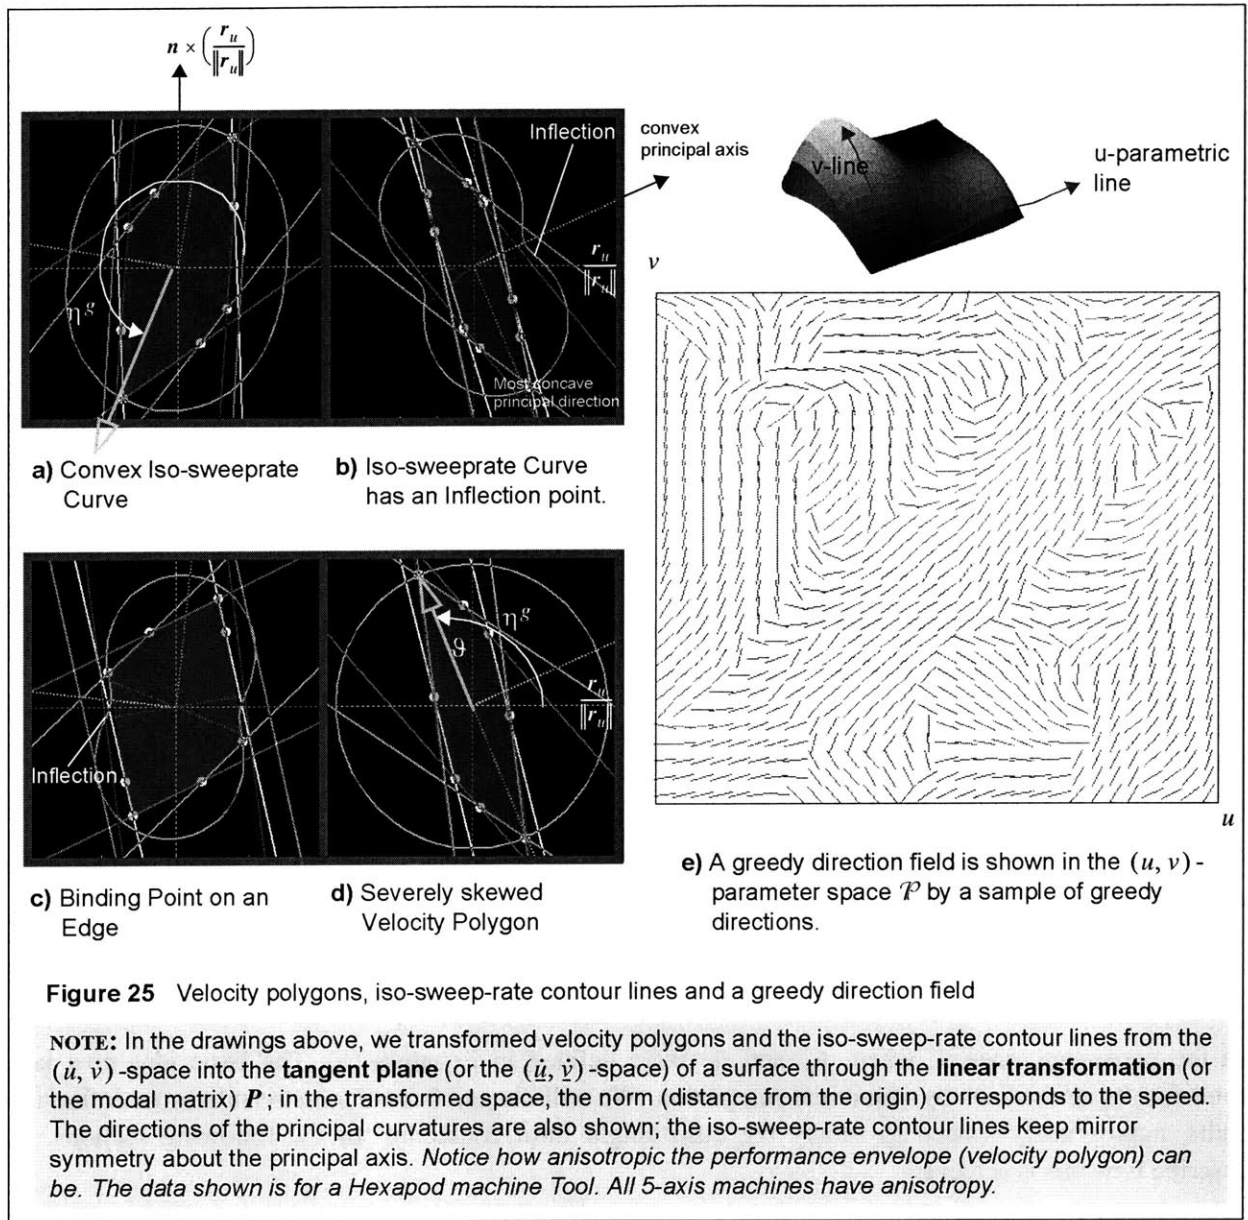 n × ( r_u / ‖r_u‖ )
Inflection
Most concave
principal direction
η^g
r_u / ‖r_u‖
convex
principal axis
v-line
u-parametric
line
a) Convex Iso-sweeprate
Curve
b) Iso-sweeprate Curve
has an Inflection point.
Inflection
η^g
ϑ
r_u / ‖r_u‖
c) Binding Point on an
Edge
d) Severely skewed
Velocity Polygon
v
u
e) A greedy direction field is shown in the (u, v) -
parameter space 𝒫 by a sample of greedy
directions.
Figure 25 Velocity polygons, iso-sweep-rate contour lines and a greedy direction field
NOTE: In the drawings above, we transformed velocity polygons and the iso-sweep-rate contour lines from the
(u̇, v̇) -space into the tangent plane (or the (u̲̇, v̲̇) -space) of a surface through the linear transformation (or
the modal matrix) P ; in the transformed space, the norm (distance from the origin) corresponds to the speed.
The directions of the principal curvatures are also shown; the iso-sweep-rate contour lines keep mirror
symmetry about the principal axis. Notice how anisotropic the performance envelope (velocity polygon) can
be. The data shown is for a Hexapod machine Tool. All 5-axis machines have anisotropy.